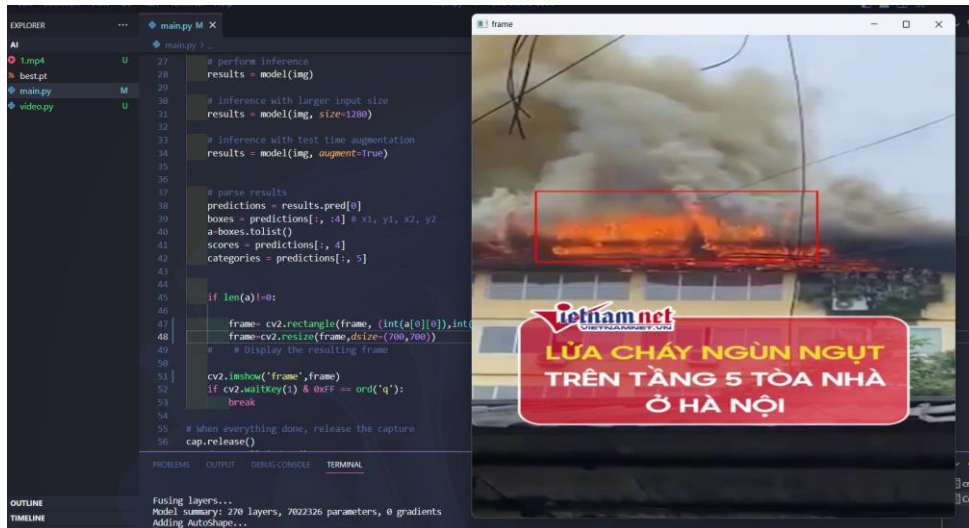 EXPLORER
AI
1.mp4 U
best.pt
main.py M
video.py U
OUTLINE
TIMELINE
main.py M ×
main.py > ...
27 # perform inference
28 results = model(img)
29
30 # inference with larger input size
31 results = model(img, size=1280)
32
33 # inference with test time augmentation
34 results = model(img, augment=True)
35
36
37 # parse results
38 predictions = results.pred[0]
39 boxes = predictions[:, :4] # x1, y1, x2, y2
40 a=boxes.tolist()
41 scores = predictions[:, 4]
42 categories = predictions[:, 5]
43
44
45 if len(a)!=0:
46
47 frame= cv2.rectangle(frame, (int(a[0][0]),int(
48 frame=cv2.resize(frame,dsize=(700,700))
49 # # Display the resulting frame
50
51 cv2.imshow('frame',frame)
52 if cv2.waitKey(1) & 0xFF == ord('q'):
53 break
54
55 # When everything done, release the capture
56 cap.release()
PROBLEMS OUTPUT DEBUG CONSOLE TERMINAL
Fusing layers...
Model summary: 270 layers, 7022326 parameters, 0 gradients
Adding AutoShape...
frame
vietnam net
VIETNAMNET.VN
LỬA CHÁY NGÙN NGỤT
TRÊN TẦNG 5 TÒA NHÀ
Ở HÀ NỘI